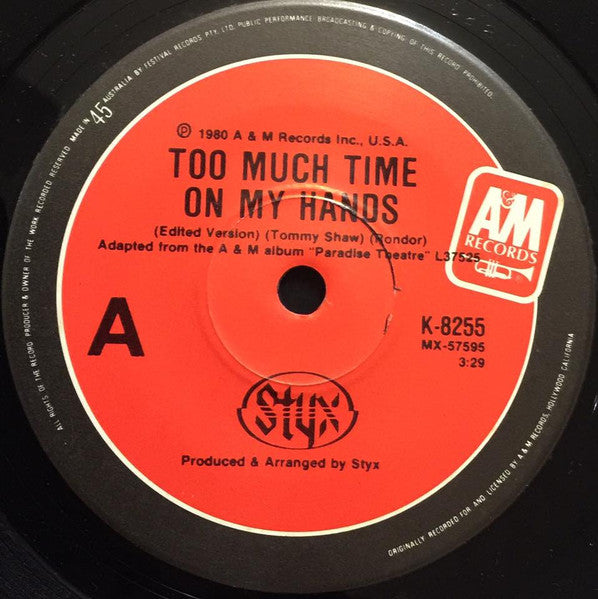 MADE IN AUSTRALIA BY FESTIVAL RECORDS PTY. LTD. PUBLIC PERFORMANCE BROADCASTING & COPYING OF THIS RECORD PROHIBITED.
45
ALL RIGHTS OF THE RECORD PRODUCER & OWNER OF THE WORK RECORDED RESERVED.
℗ 1980 A & M Records Inc., U.S.A.
TOO MUCH TIME
ON MY HANDS
(Edited Version) (Tommy Shaw) (Rondor)
Adapted from the A & M album "Paradise Theatre" L37525
A&M
RECORDS
A
K-8255
MX-57595
3:29
Styx
Produced & Arranged by Styx
ORIGINALLY RECORDED FOR AND LICENSED BY A & M RECORDS, HOLLYWOOD CALIFORNIA